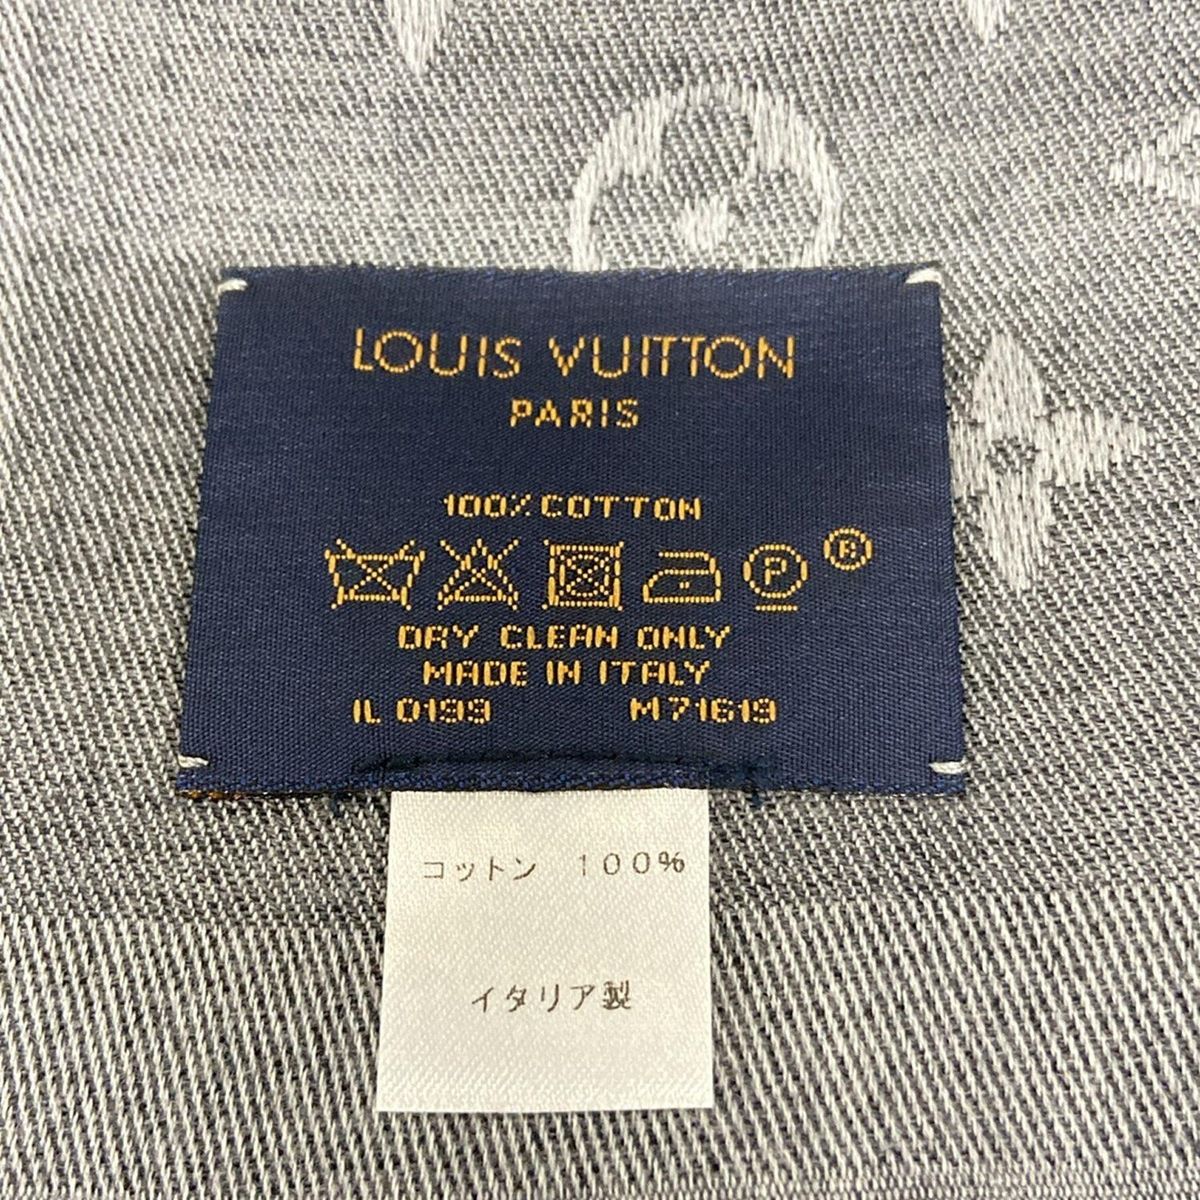 LOUIS VUITTON
PARIS
100% COTTON
P ®
DRY CLEAN ONLY
MADE IN ITALY
IL 0199 M71619
コットン 100%
イタリア製